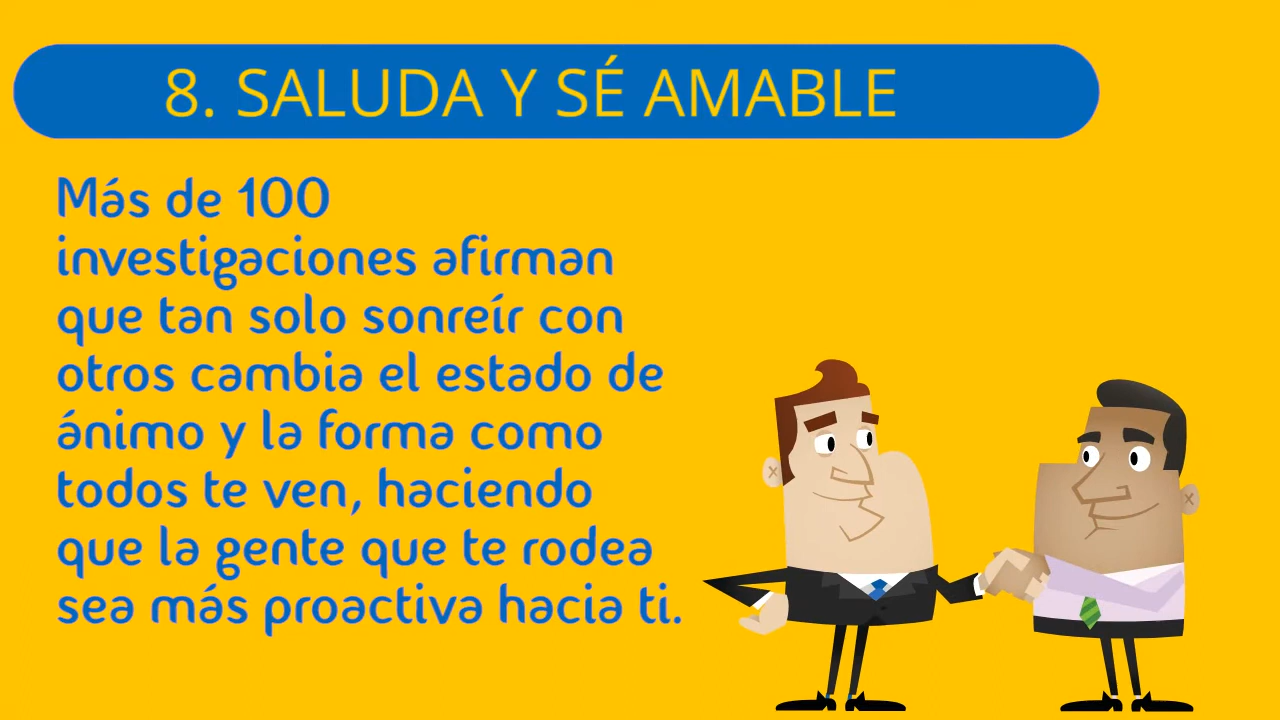 8. SALUDA Y SÉ AMABLE
Más de 100
investigaciones afirman
que tan solo sonreír con
otros cambia el estado de
ánimo y la forma como
todos te ven, haciendo
que la gente que te rodea
sea más proactiva hacia ti.